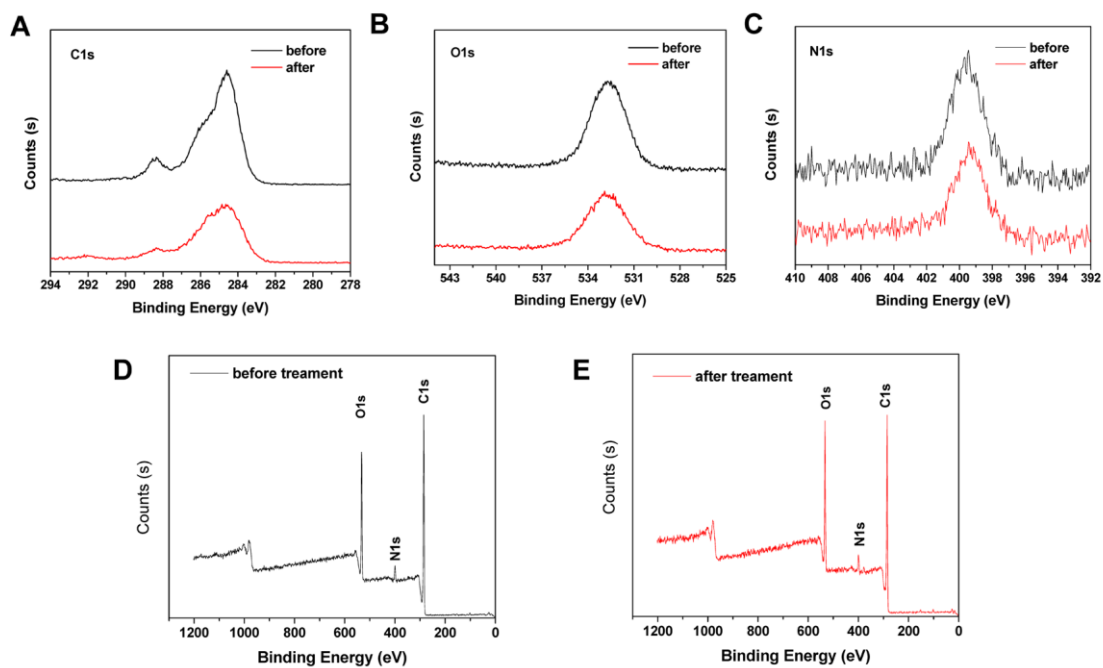 A
C1s
before
after
Counts (s)
294 292 290 288 286 284 282 280 278
Binding Energy (eV)
B
O1s
before
after
Counts (s)
543 540 537 534 531 528 525
Binding Energy (eV)
C
N1s
before
after
Counts (s)
410 408 406 404 402 400 398 396 394 392
Binding Energy (eV)
D
before treament
O1s
N1s
C1s
Counts (s)
1200 1000 800 600 400 200 0
Binding Energy (eV)
E
after treament
O1s
N1s
C1s
Counts (s)
1200 1000 800 600 400 200 0
Binding Energy (eV)